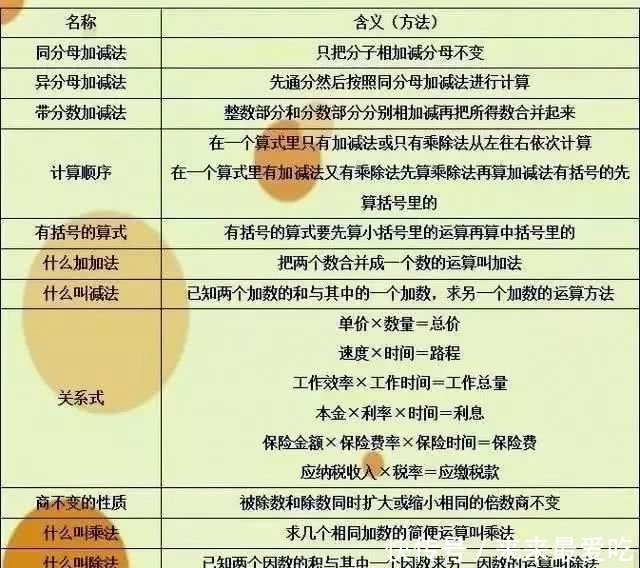 名称 含义（方法）
同分母加减法 只把分子相加减分母不变
异分母加减法 先通分然后按照同分母加减法进行计算
带分数加减法 整数部分和分数部分分别相加减再把所得数合并起来
计算顺序 在一个算式里只有加减法或只有乘除法从左往右依次计算
在一个算式里有加减法又有乘除法先算乘除法再算加减法有括号的先
算括号里的
有括号的算式 有括号的算式要先算小括号里的运算再算中括号里的
什么加加法 把两个数合并成一个数的运算叫加法
什么叫减法 已知两个加数的和与其中的一个加数，求另一个加数的运算方法
关系式 单价×数量＝总价
速度×时间＝路程
工作效率×工作时间＝工作总量
本金×利率×时间＝利息
保险金额×保险费率×保险时间＝保险费
应纳税收入×税率＝应缴税款
商不变的性质 被除数和除数同时扩大或缩小相同的倍数商不变
什么叫乘法 求几个相同加数的简便运算叫乘法
什么叫除法 已知两个因数的积与其中一个因数求另一因数的运算叫除法
快传号 / 来来最爱吃